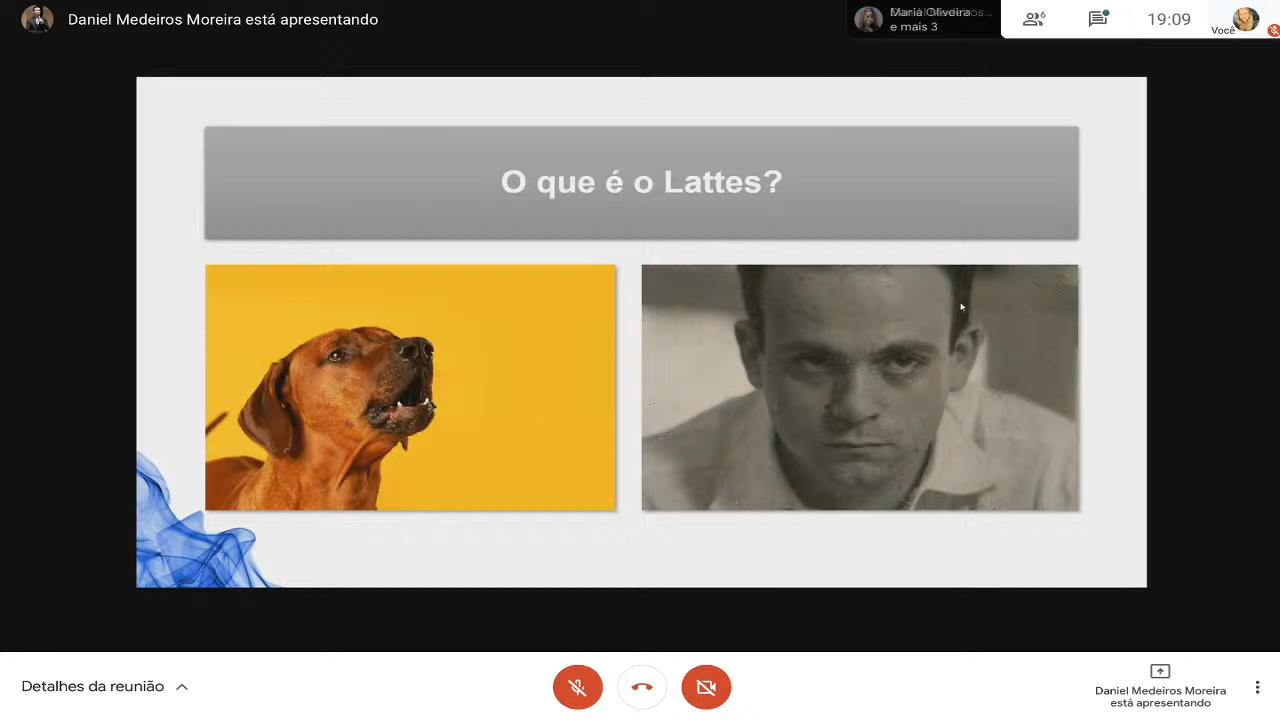 Daniel Medeiros Moreira está apresentando
Maria Oliveira
e mais 3
6
19:09
Você
O que é o Lattes?
Detalhes da reunião
Daniel Medeiros Moreira
está apresentando